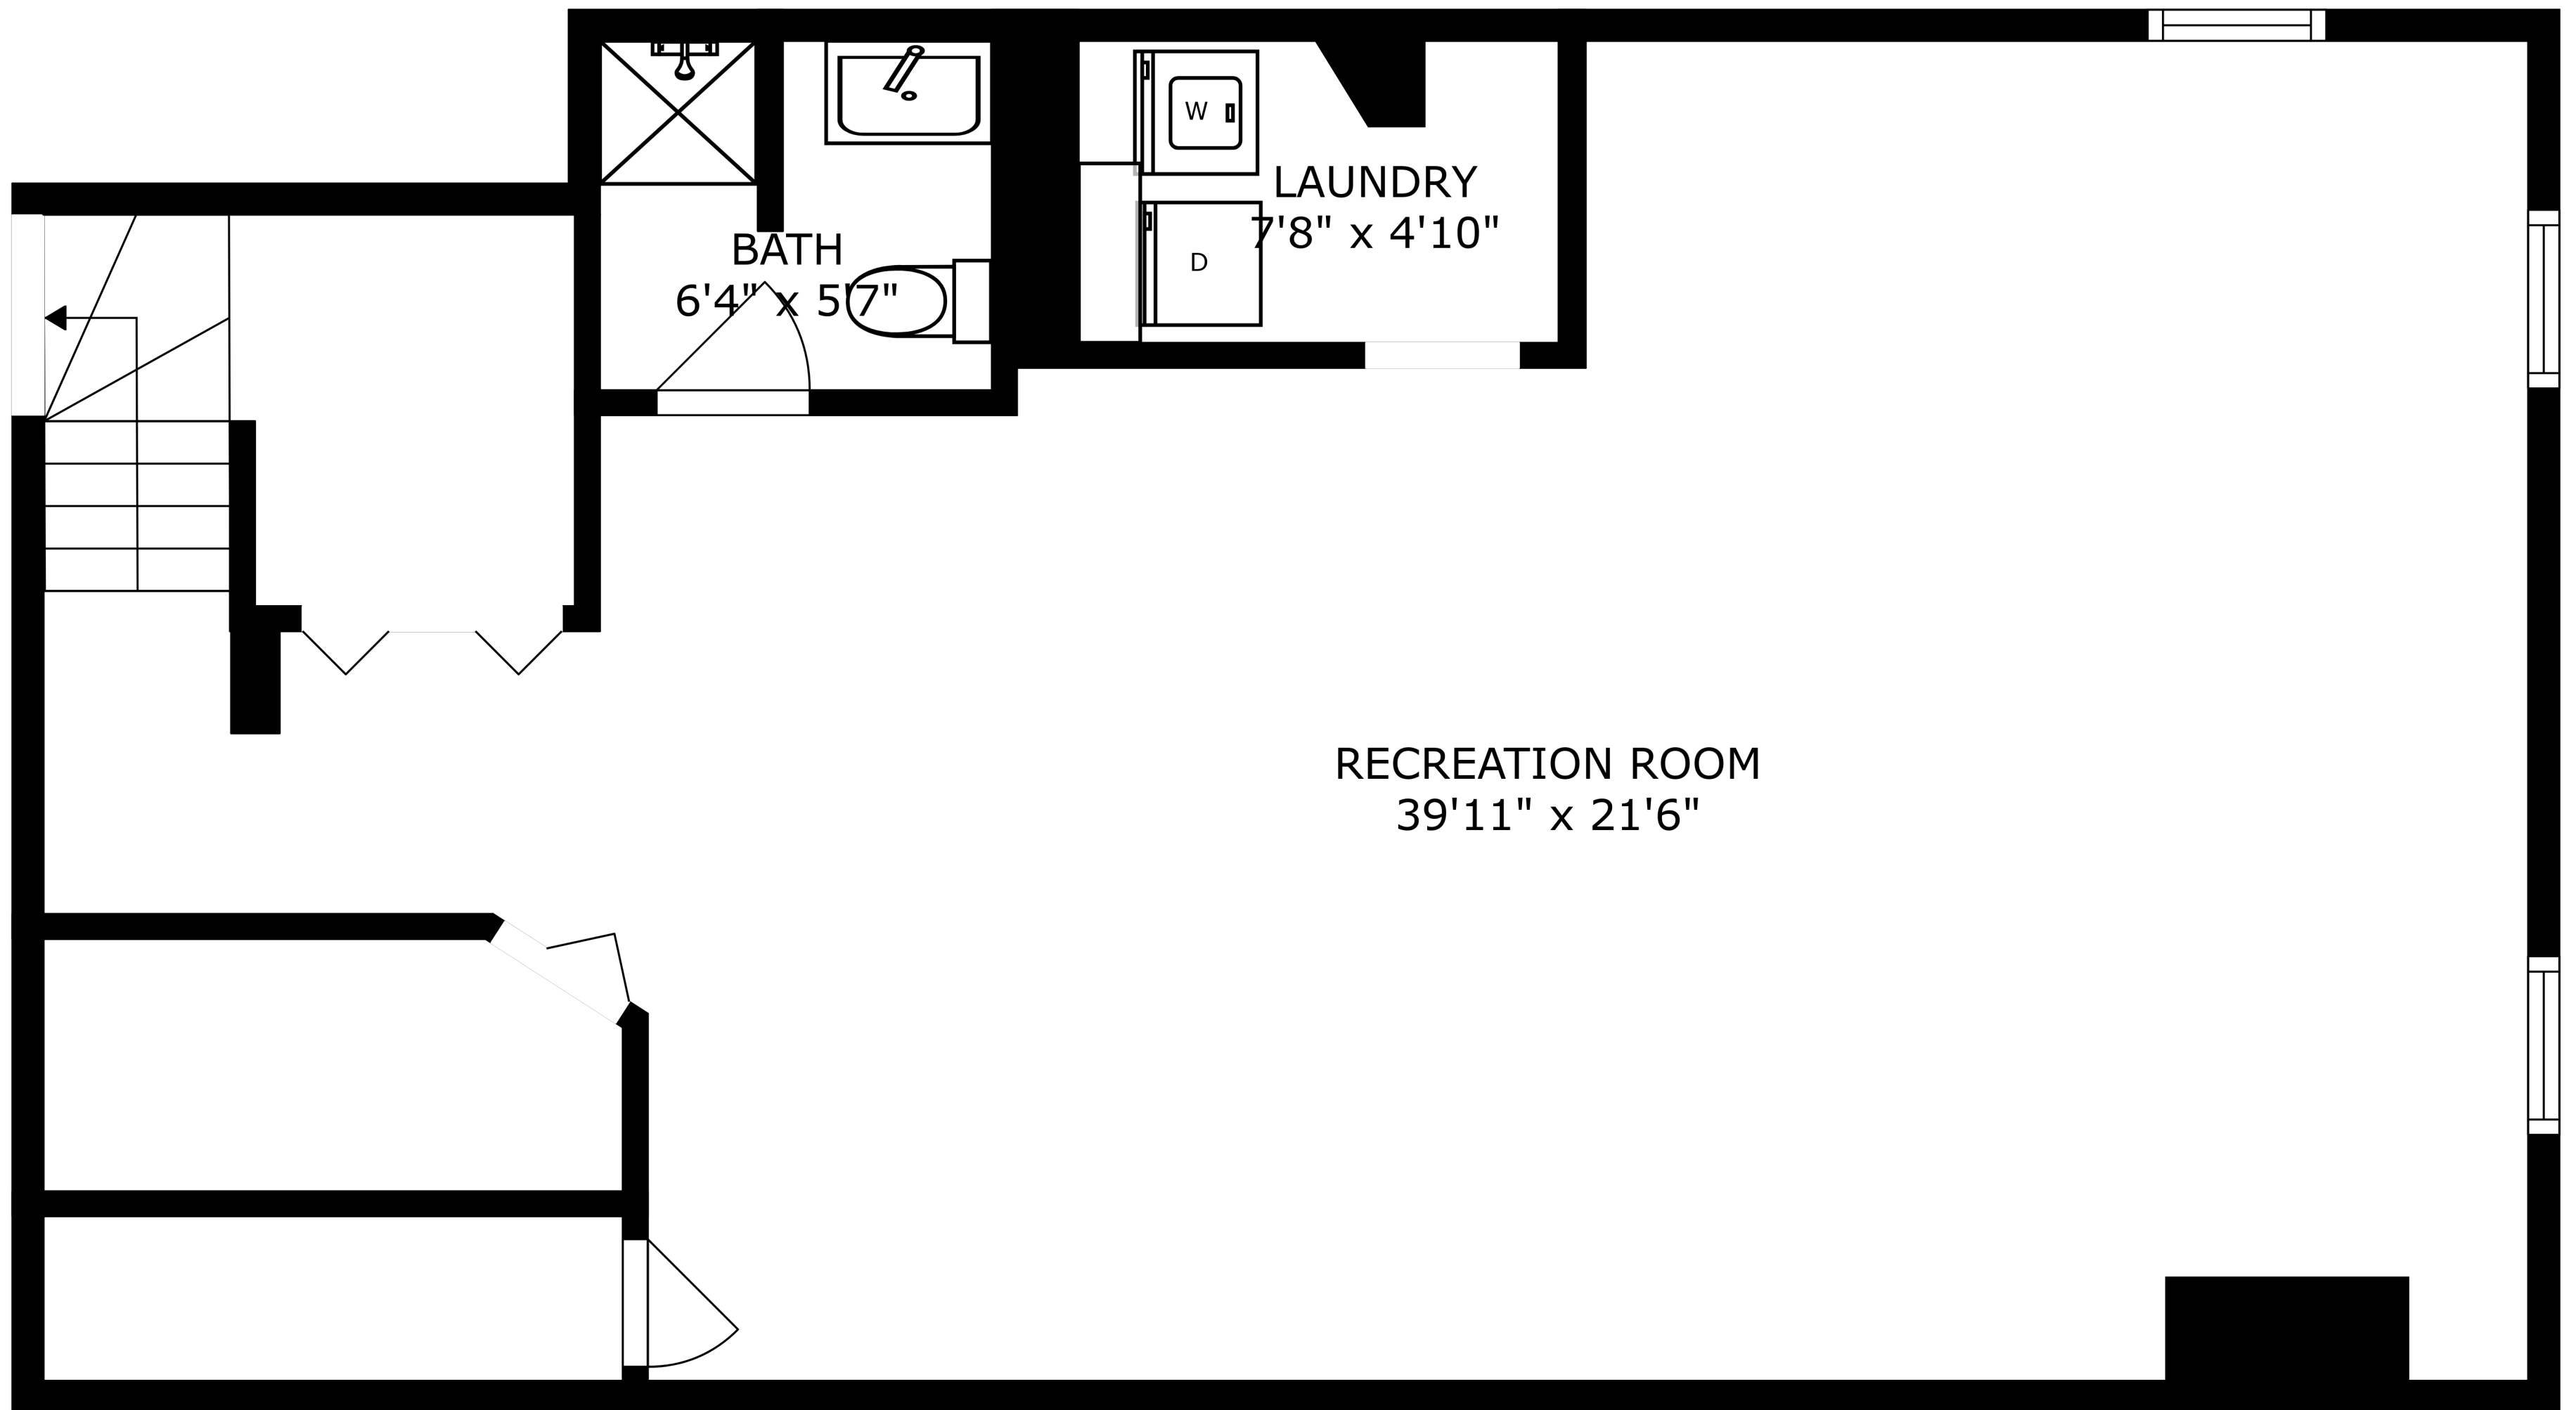 W
LAUNDRY
7'8" x 4'10"
BATH
6'4" x 5'7"
D
RECREATION ROOM
39'11" x 21'6"